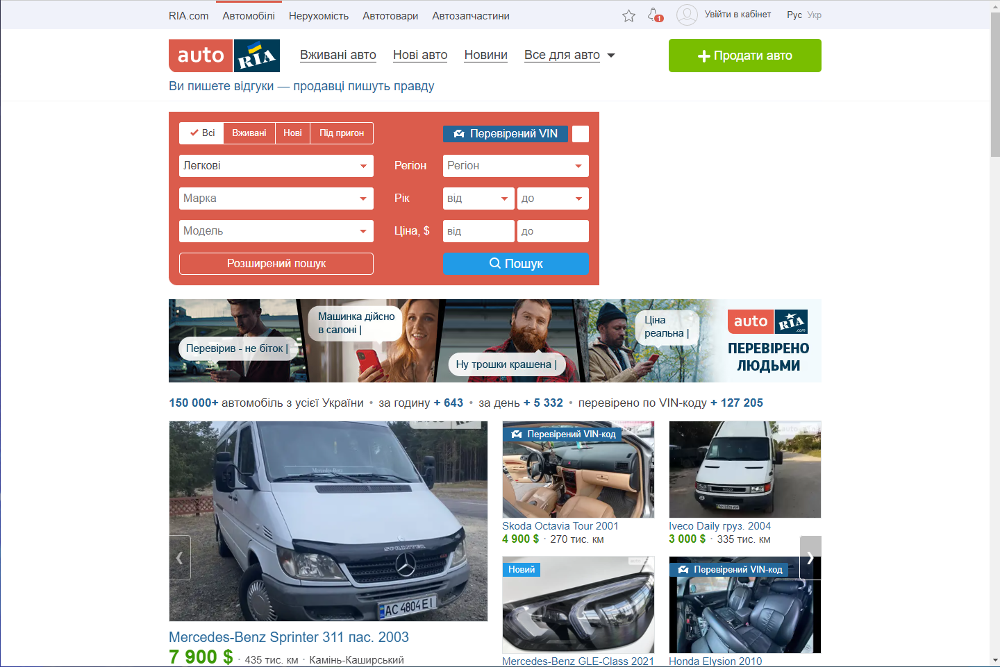 RIA.com Автомобілі Нерухомість Автотовари Автозапчастини 1 Увійти в кабінет Рус Укр
auto RIA Вживані авто Нові авто Новини Все для авто Продати авто
Ви пишете відгуки — продавці пишуть правду
Всі Вживані Нові Під пригон Перевірений VIN
Легкові Регіон Регіон
Марка Рік від до
Модель Ціна, $ від до
Розширений пошук Пошук
Перевірив - не біток |
Машинка дійсно
в салоні |
Ну трошки крашена |
Ціна
реальна |
auto RIA .com
ПЕРЕВІРЕНО
ЛЮДЬМИ
150 000+ автомобіль з усієї України • за годину + 643 • за день + 5 332 • перевірено по VIN-коду + 127 205
Mercedes-Benz
SPRINTER
AC 4804 EI
Mercedes-Benz Sprinter 311 пас. 2003
7 900 $ · 435 тис. км · Камінь-Каширський
Перевірений VIN-код
Skoda Octavia Tour 2001
4 900 $ · 270 тис. км
IVECO
Iveco Daily груз. 2004
3 000 $ · 335 тис. км
Новий
Mercedes-Benz GLE-Class 2021
Перевірений VIN-код
Honda Elysion 2010